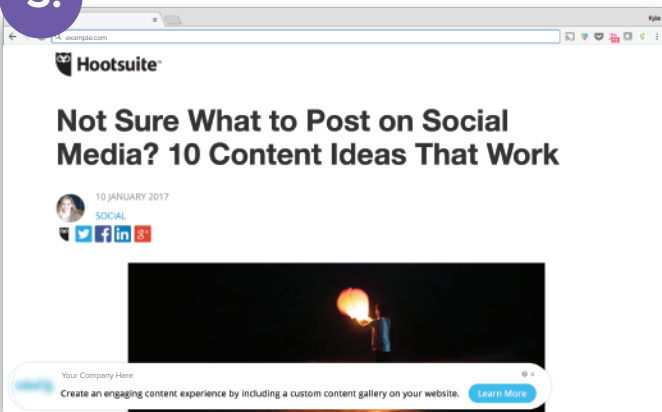 3.
Kyle
example.com
Hootsuite™
Not Sure What to Post on Social
Media? 10 Content Ideas That Work
10 JANUARY 2017
SOCIAL
Your Company Here
Create an engaging content experience by including a custom content gallery on your website.
Learn More